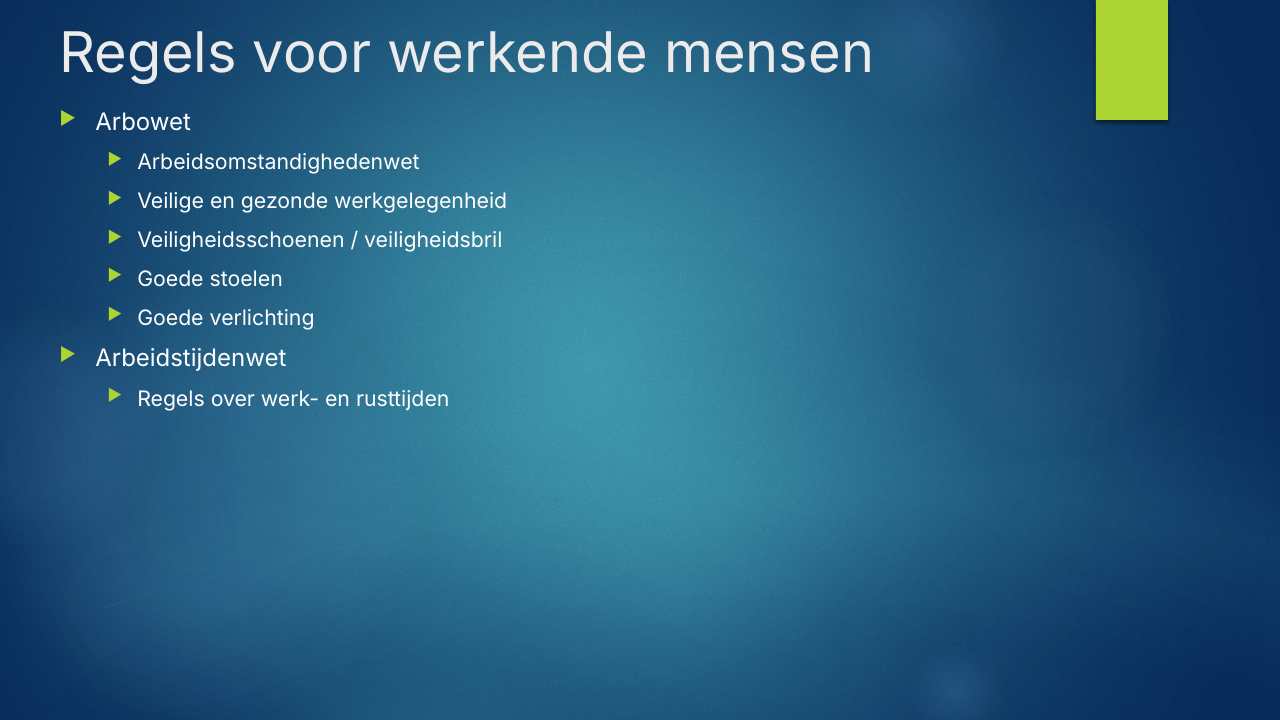 Regels voor werkende mensen
Arbowet
Arbeidsomstandighedenwet
Veilige en gezonde werkgelegenheid
Veiligheidsschoenen / veiligheidsbril
Goede stoelen
Goede verlichting
Arbeidstijdenwet
Regels over werk- en rusttijden